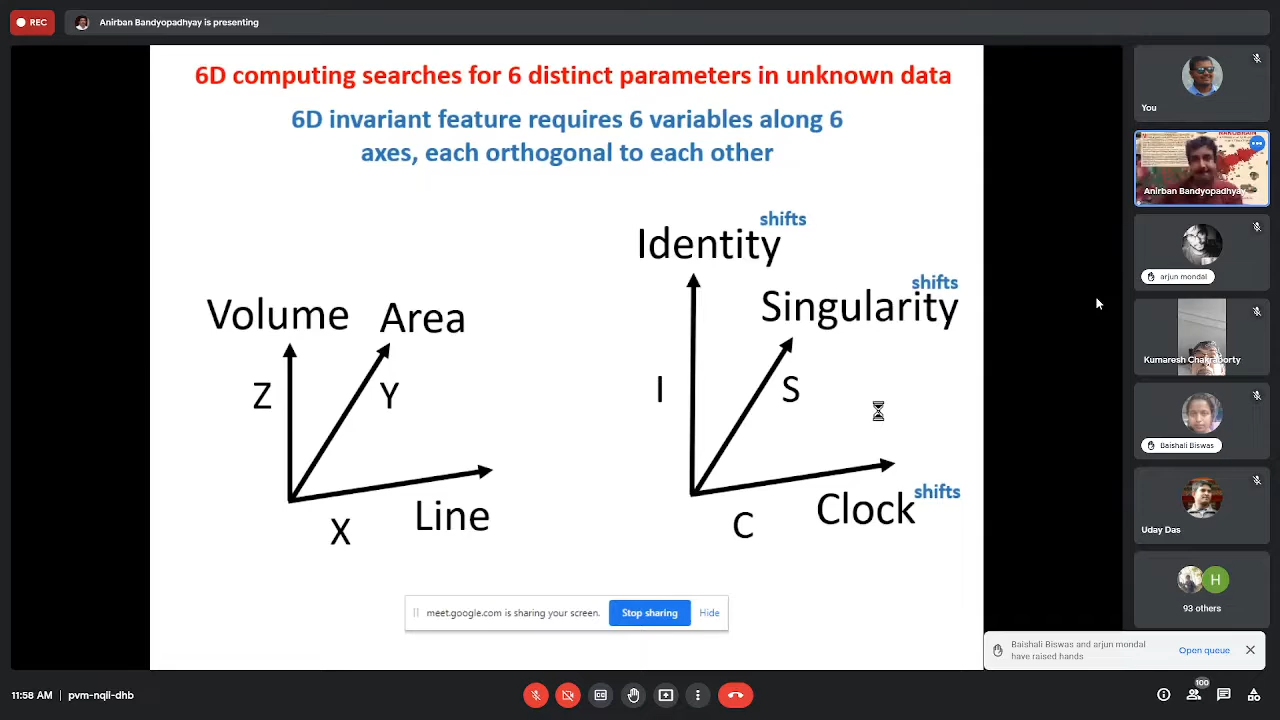 REC
Anirban Bandyopadhyay is presenting
6D computing searches for 6 distinct parameters in unknown data
6D invariant feature requires 6 variables along 6
axes, each orthogonal to each other
Volume
Area
Z
Y
X
Line
Identity shifts
Singularity shifts
I
S
C
Clock shifts
meet.google.com is sharing your screen.
Stop sharing
Hide
You
Anirban Bandyopadhyay
arjun mondal
Kumaresh Chakraborty
Baishali Biswas
Uday Das
H
93 others
Baishali Biswas and arjun mondal
have raised hands
Open queue
11:58 AM | pvm-nqii-dhb
100